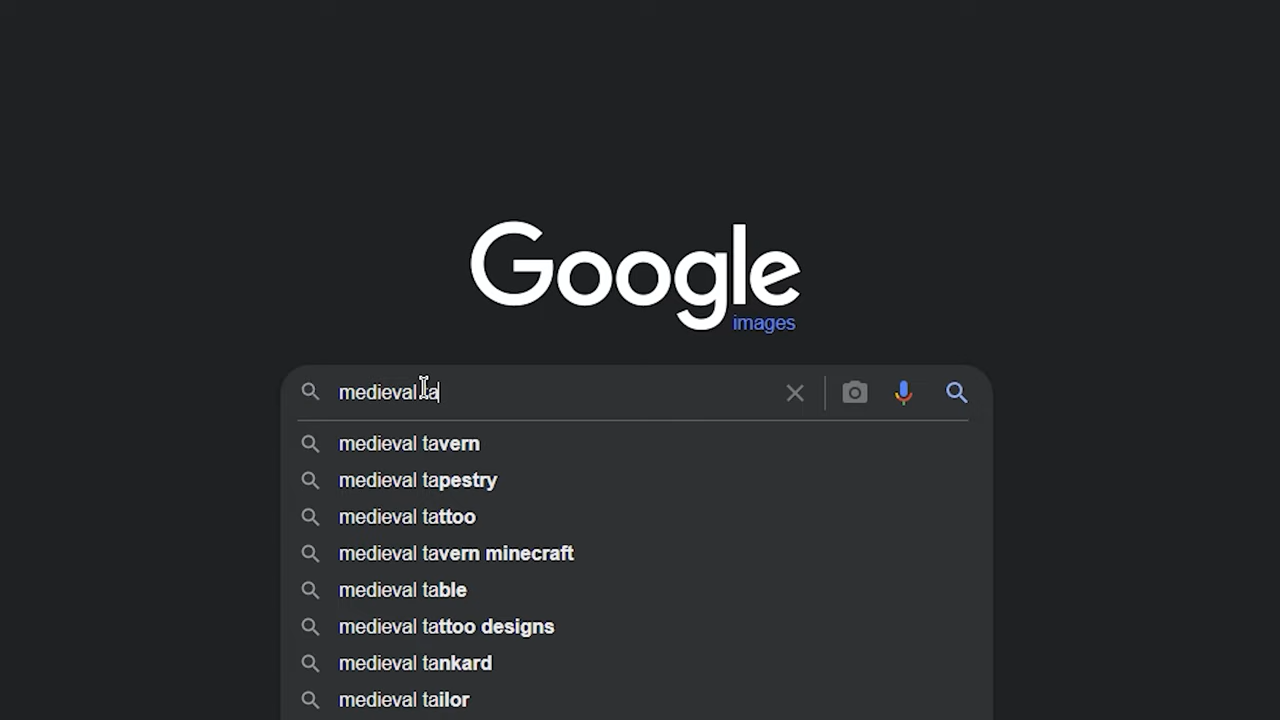 Google
images
medieval ta
medieval tavern
medieval tapestry
medieval tattoo
medieval tavern minecraft
medieval table
medieval tattoo designs
medieval tankard
medieval tailor